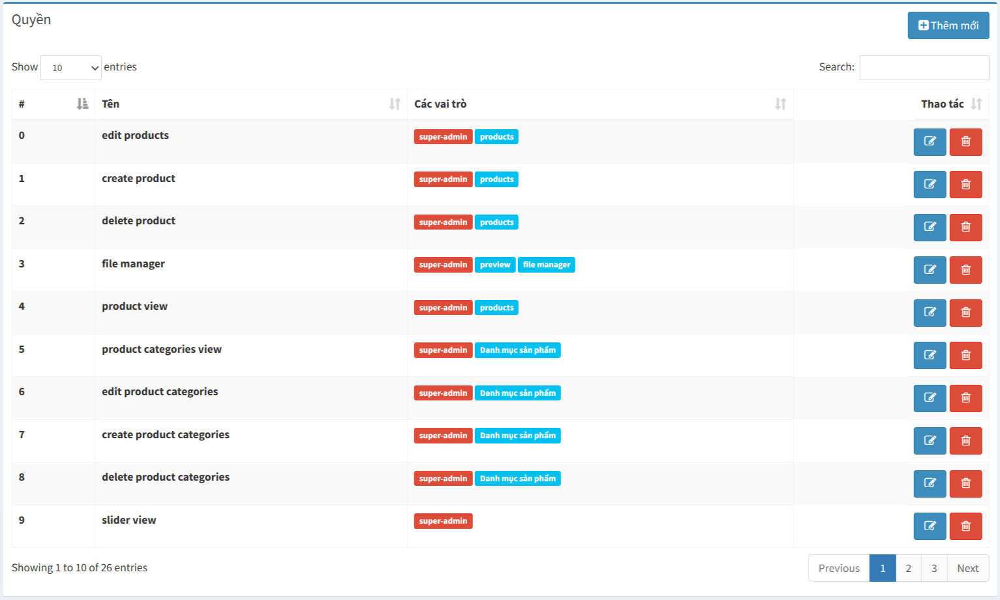 Quyền
Thêm mới
Show 10 entries
Search:
# Tên Các vai trò Thao tác
0 edit products super-admin products
1 create product super-admin products
2 delete product super-admin products
3 file manager super-admin preview file manager
4 product view super-admin products
5 product categories view super-admin Danh mục sản phẩm
6 edit product categories super-admin Danh mục sản phẩm
7 create product categories super-admin Danh mục sản phẩm
8 delete product categories super-admin Danh mục sản phẩm
9 slider view super-admin
Showing 1 to 10 of 26 entries
Previous 1 2 3 Next